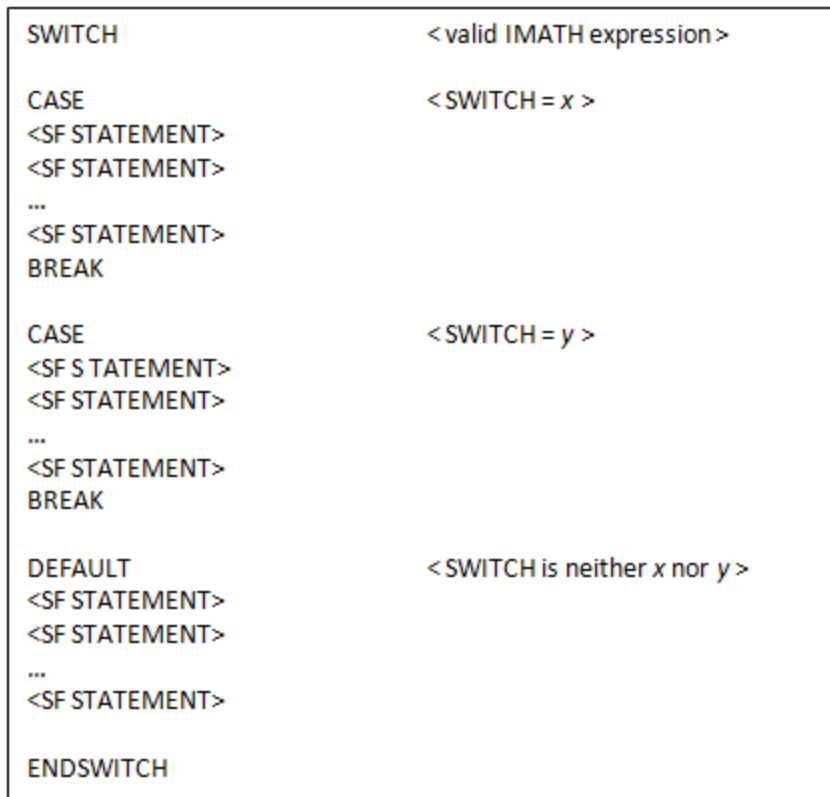 SWITCH < valid IMATH expression >
CASE < SWITCH = x >
<SF STATEMENT>
<SF STATEMENT>
...
<SF STATEMENT>
BREAK
CASE < SWITCH = y >
<SF S TATEMENT>
<SF STATEMENT>
...
<SF STATEMENT>
BREAK
DEFAULT < SWITCH is neither x nor y >
<SF STATEMENT>
<SF STATEMENT>
...
<SF STATEMENT>
ENDSWITCH